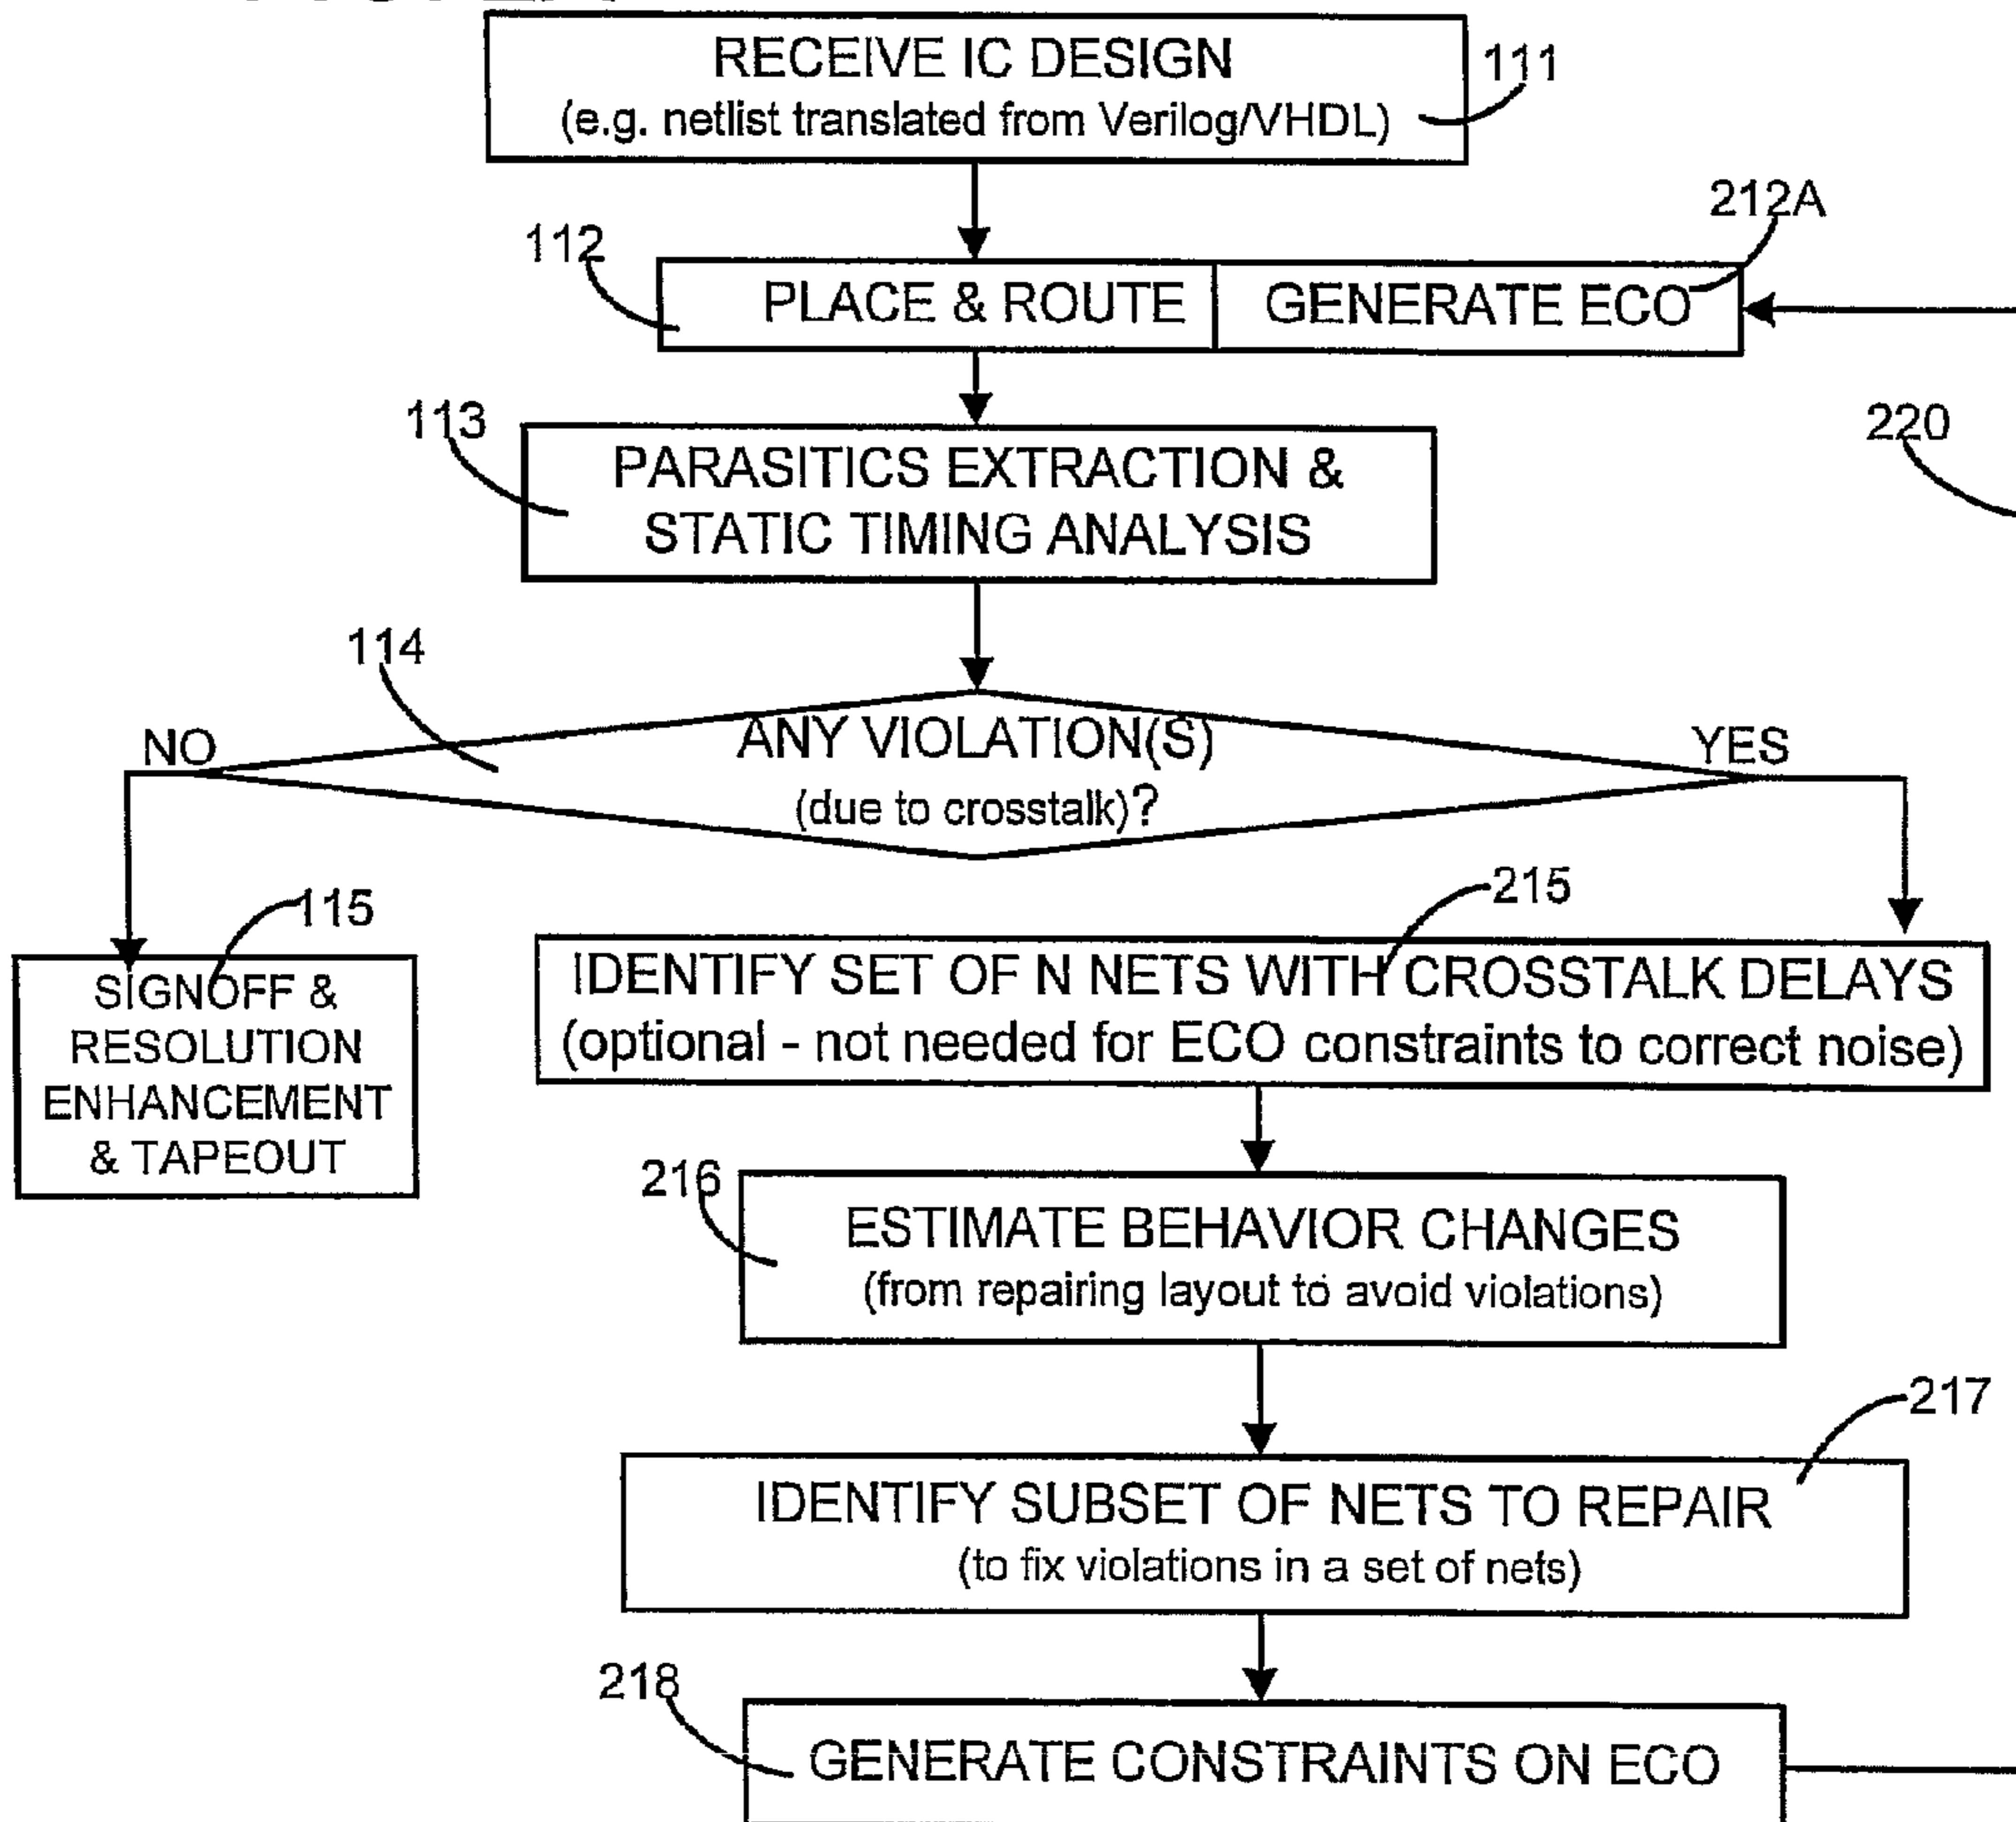 RECEIVE IC DESIGN
(e.g. netlist translated from Verilog/VHDL)
111
212A
112
PLACE & ROUTE
GENERATE ECO
113
220
PARASITICS EXTRACTION &
STATIC TIMING ANALYSIS
114
NO
ANY VIOLATION(S)
(due to crosstalk)?
YES
115
215
SIGNOFF &
RESOLUTION
ENHANCEMENT
& TAPEOUT
IDENTIFY SET OF N NETS WITH CROSSTALK DELAYS
(optional - not needed for ECO constraints to correct noise)
216
ESTIMATE BEHAVIOR CHANGES
(from repairing layout to avoid violations)
217
IDENTIFY SUBSET OF NETS TO REPAIR
(to fix violations in a set of nets)
218
GENERATE CONSTRAINTS ON ECO